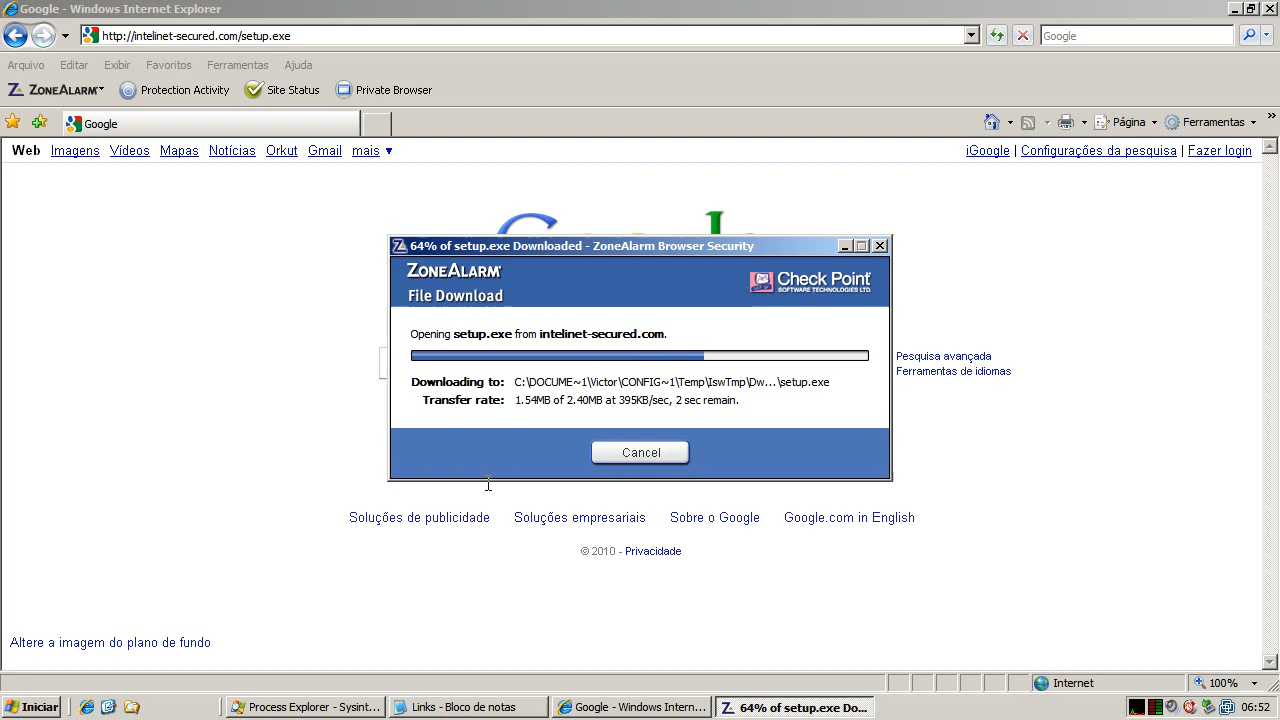 Google - Windows Internet Explorer
http://intelinet-secured.com/setup.exe
Google
Arquivo Editar Exibir Favoritos Ferramentas Ajuda
ZONEALARM Protection Activity Site Status Private Browser
Google
Página Ferramentas »
Web Imagens Vídeos Mapas Notícias Orkut Gmail mais ▼
iGoogle | Configurações da pesquisa | Fazer login
64% of setup.exe Downloaded - ZoneAlarm Browser Security
ZONEALARM
File Download
Check Point
SOFTWARE TECHNOLOGIES LTD.
Opening setup.exe from intelinet-secured.com.
Pesquisa avançada
Ferramentas de idiomas
Downloading to: C:\DOCUME~1\Victor\CONFIG~1\Temp\IswTmp\Dw...\setup.exe
Transfer rate: 1.54MB of 2.40MB at 395KB/sec, 2 sec remain.
Cancel
Soluções de publicidade Soluções empresariais Sobre o Google Google.com in English
© 2010 - Privacidade
Altere a imagem do plano de fundo
Internet 100%
Iniciar Process Explorer - Sysint... Links - Bloco de notas Google - Windows Intern... 64% of setup.exe Do... 06:52